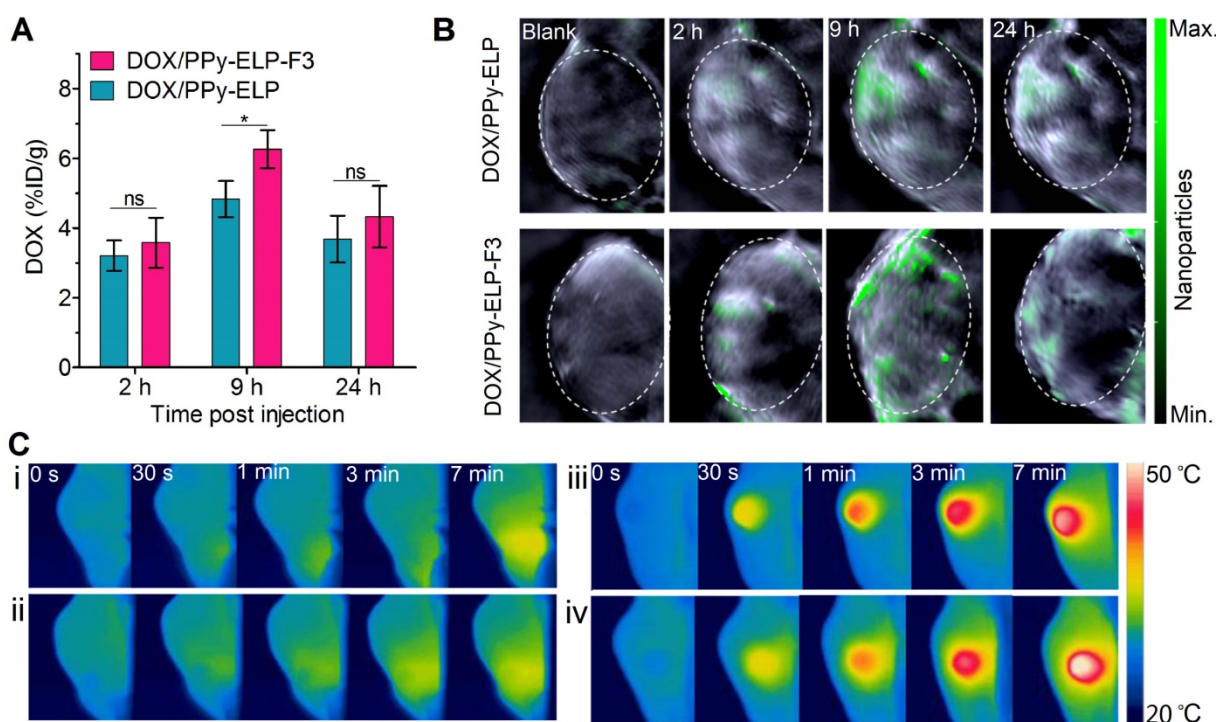 A
DOX/PPy-ELP-F3
DOX/PPy-ELP
DOX (%ID/g)
8
6
4
2
0
ns
*
ns
2 h
9 h
24 h
Time post injection
B
DOX/PPy-ELP
Blank
2 h
9 h
24 h
DOX/PPy-ELP-F3
Max.
Nanoparticles
Min.
C
i
0 s
30 s
1 min
3 min
7 min
ii
iii
0 s
30 s
1 min
3 min
7 min
iv
50 °C
20 °C